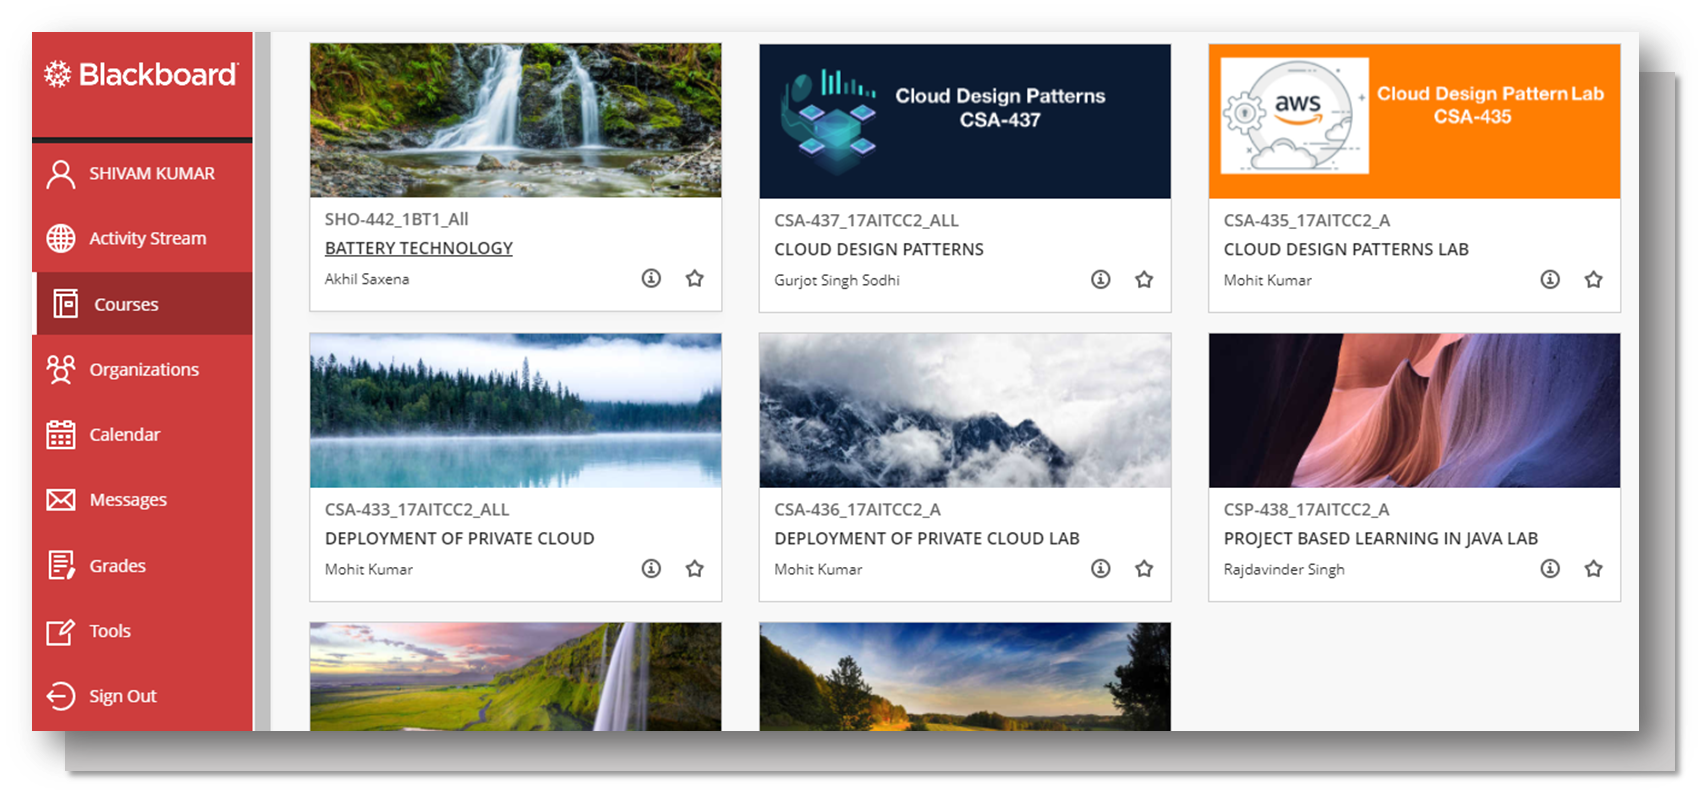 Blackboard
SHIVAM KUMAR
Activity Stream
Courses
Organizations
Calendar
Messages
Grades
Tools
Sign Out
SHO-442_1BT1_All
BATTERY TECHNOLOGY
Akhil Saxena
Cloud Design Patterns
CSA-437
CSA-437_17AITCC2_ALL
CLOUD DESIGN PATTERNS
Gurjot Singh Sodhi
aws
Cloud Design Pattern Lab
CSA-435
CSA-435_17AITCC2_A
CLOUD DESIGN PATTERNS LAB
Mohit Kumar
CSA-433_17AITCC2_ALL
DEPLOYMENT OF PRIVATE CLOUD
Mohit Kumar
CSA-436_17AITCC2_A
DEPLOYMENT OF PRIVATE CLOUD LAB
Mohit Kumar
CSP-438_17AITCC2_A
PROJECT BASED LEARNING IN JAVA LAB
Rajdavinder Singh